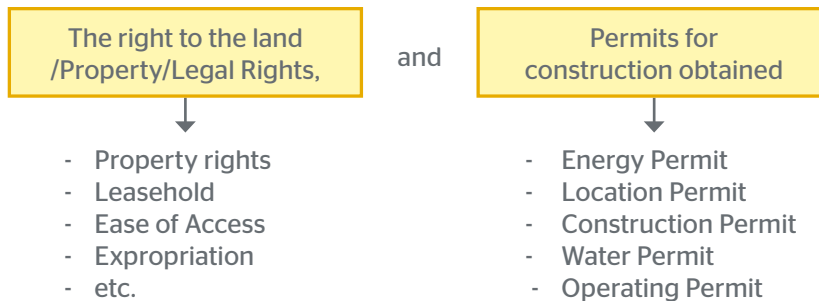 The right to the land
/Property/Legal Rights,
and
Permits for
construction obtained
- Property rights
- Leasehold
- Ease of Access
- Expropriation
- etc.
- Energy Permit
- Location Permit
- Construction Permit
- Water Permit
- Operating Permit